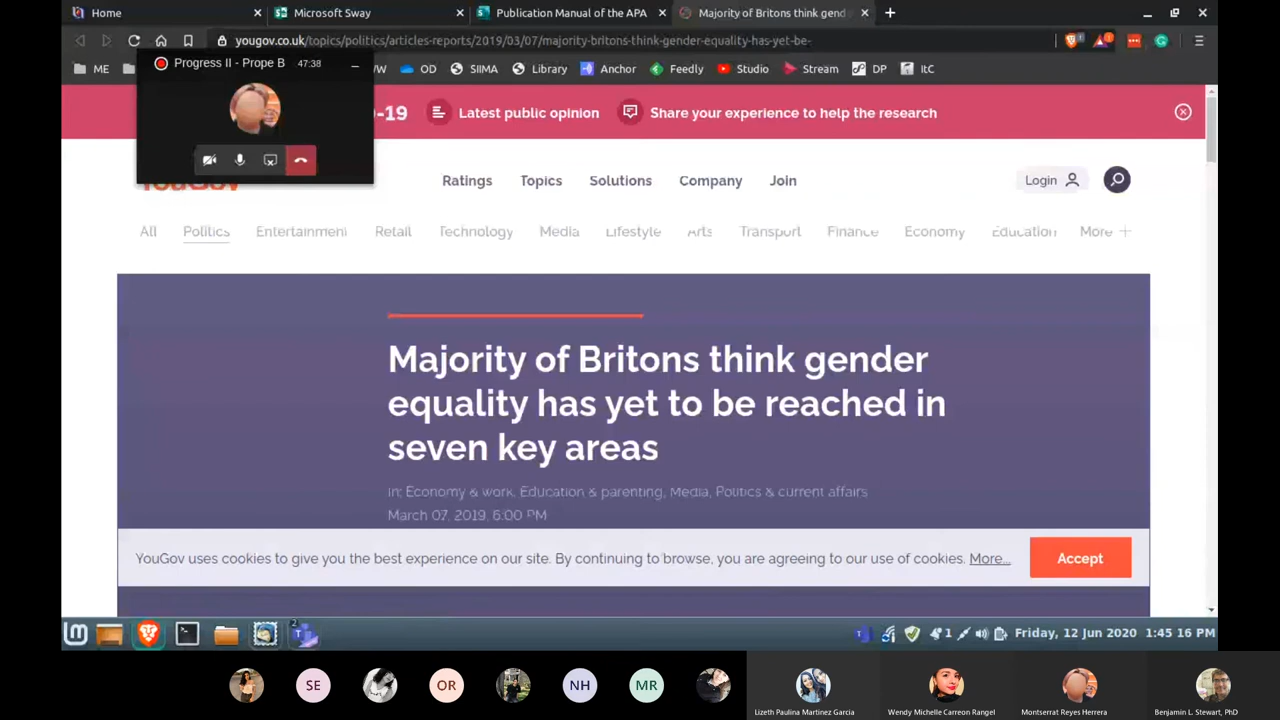 Home
Microsoft Sway
Publication Manual of the APA
Majority of Britons think gend
yougov.co.uk/topics/politics/articles-reports/2019/03/07/majority-britons-think-gender-equality-has-yet-be-
ME
OD
SIIMA
Library
Anchor
Feedly
Studio
Stream
DP
ItC
Progress II - Prope B
47:38
-19
Latest public opinion
Share your experience to help the research
YouGov
Ratings
Topics
Solutions
Company
Join
Login
All
Politics
Entertainment
Retail
Technology
Media
Lifestyle
Arts
Transport
Finance
Economy
Education
More
Majority of Britons think gender
equality has yet to be reached in
seven key areas
In: Economy & work, Education & parenting, Media, Politics & current affairs
March 07, 2019, 6:00 PM
YouGov uses cookies to give you the best experience on our site. By continuing to browse, you are agreeing to our use of cookies. More...
Accept
2
1
Friday, 12 Jun 2020
1:45 16 PM
SE
OR
NH
MR
Lizeth Paulina Martinez Garcia
Wendy Michelle Carreon Rangel
Montserrat Reyes Herrera
Benjamin L. Stewart, PhD